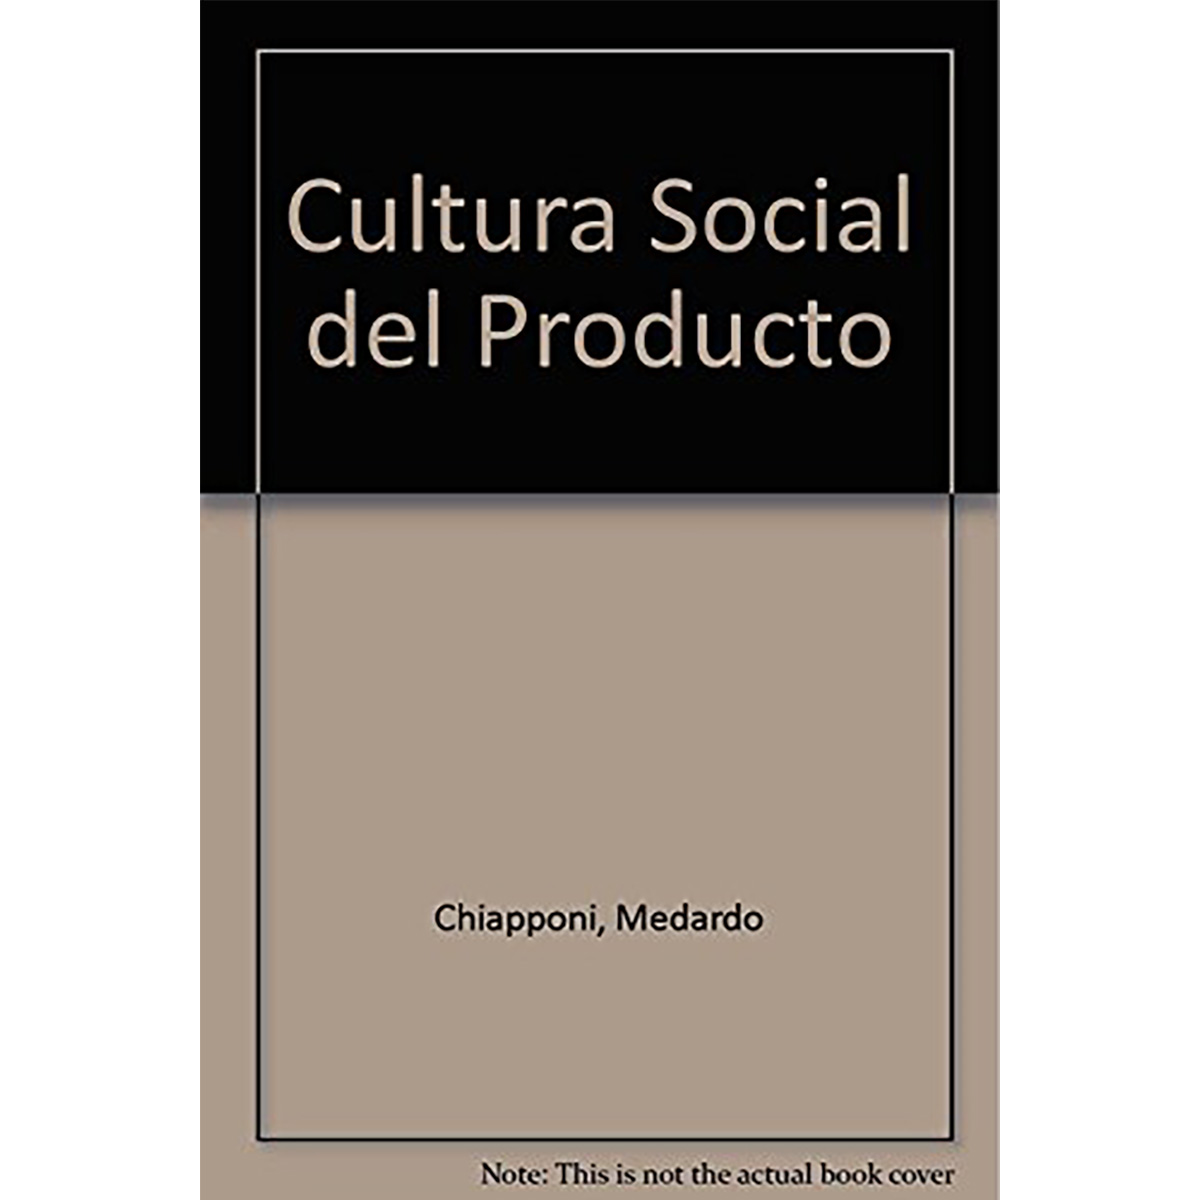 Cultura Social
del Producto
Chiapponi, Medardo
Note: This is not the actual book cover